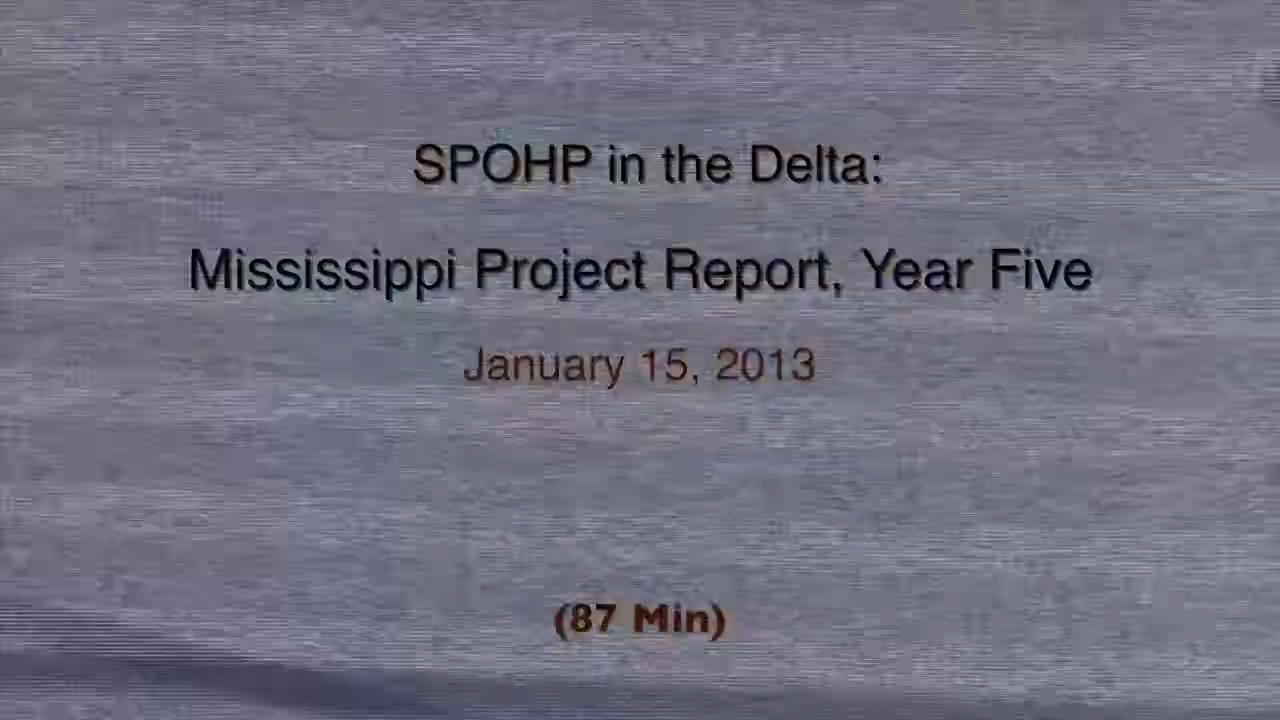 SPOHP in the Delta:
Mississippi Project Report, Year Five
January 15, 2013
(87 Min)